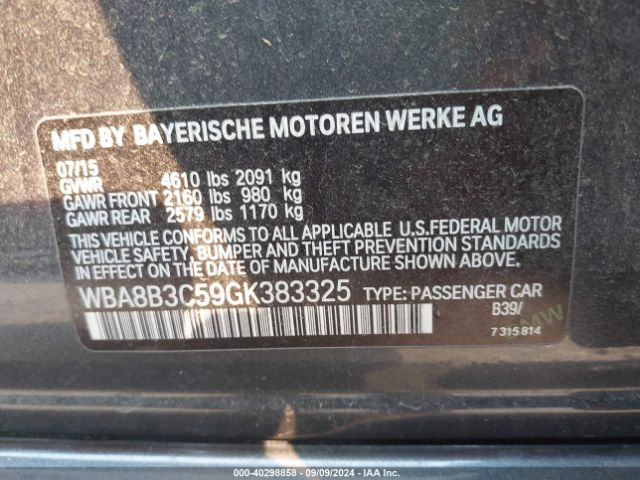 MFD BY BAYERISCHE MOTOREN WERKE AG
07/15
GVWR 4610 lbs 2091 kg
GAWR FRONT 2160 lbs 980 kg
GAWR REAR 2579 lbs 1170 kg
THIS VEHICLE CONFORMS TO ALL APPLICABLE U.S.FEDERAL MOTOR
VEHICLE SAFETY, BUMPER AND THEFT PREVENTION STANDARDS
IN EFFECT ON THE DATE OF MANUFACTURE SHOWN ABOVE.
WBA8B3C59GK383325 TYPE: PASSENGER CAR
B39/
7 315 814
MW
000-40298858 - 09/09/2024 - IAA Inc.